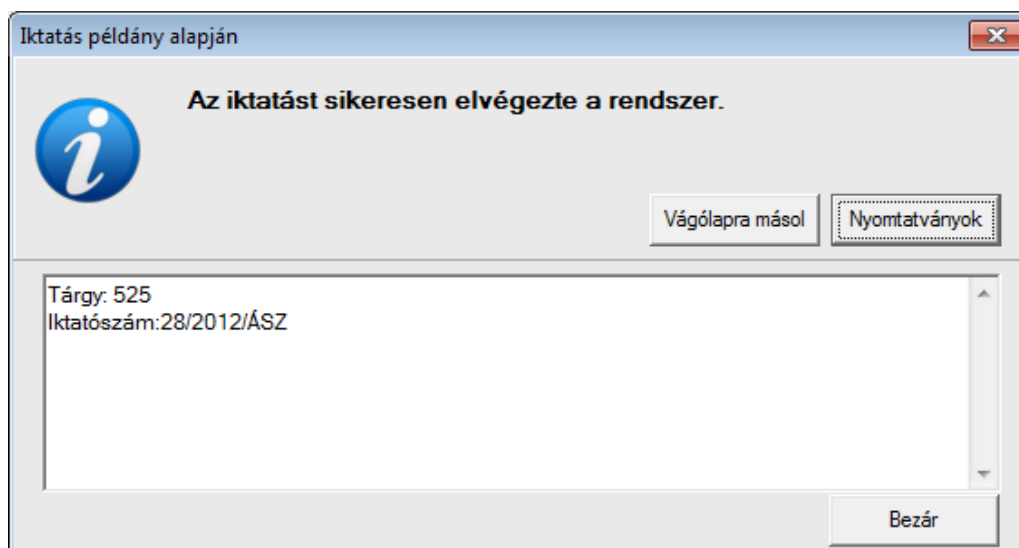 Iktatás példány alapján
Az iktatást sikeresen elvégezte a rendszer.
Vágólapra másol
Nyomtatványok
Tárgy: 525
Iktatószám:28/2012/ÁSZ
Bezár